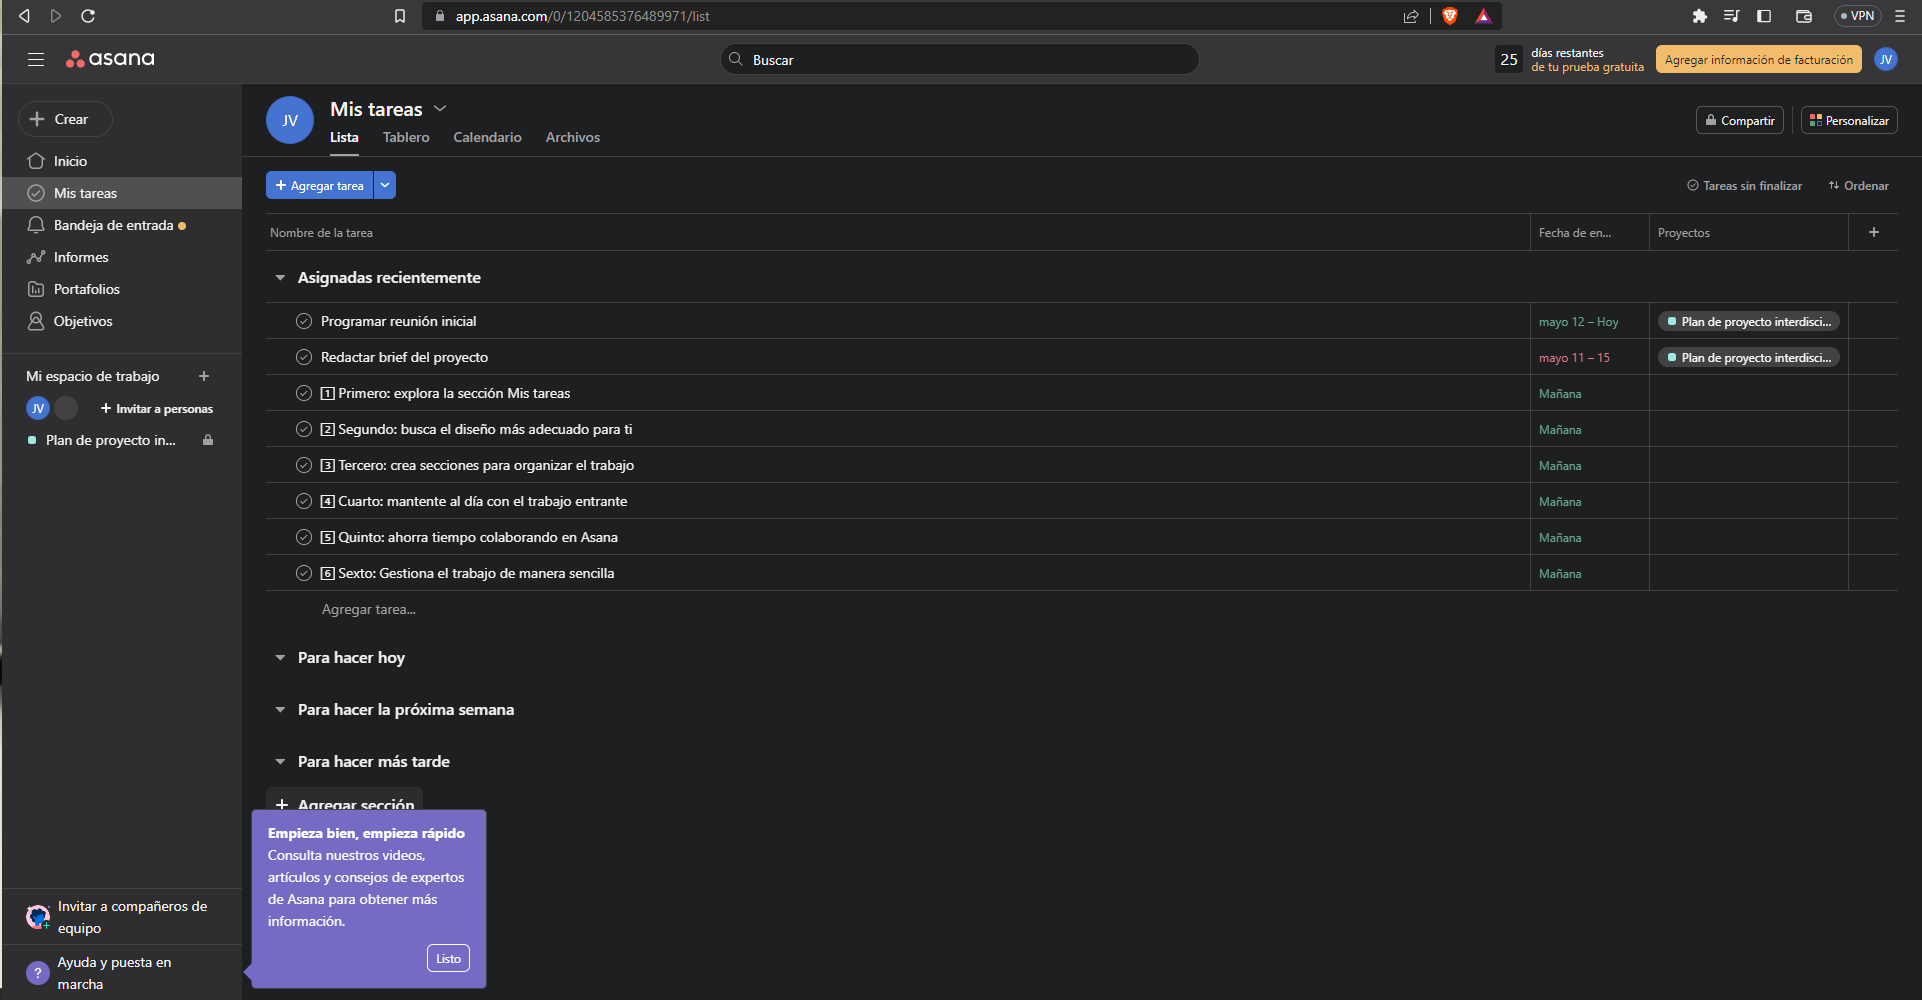 app.asana.com/0/1204585376489971/list
VPN
asana
Buscar
25
días restantes
de tu prueba gratuita
Agregar información de facturación
JV
Crear
Inicio
Mis tareas
Bandeja de entrada
Informes
Portafolios
Objetivos
Mi espacio de trabajo
JV
Invitar a personas
Plan de proyecto in...
Invitar a compañeros de
equipo
?
Ayuda y puesta en
marcha
JV
Mis tareas
Lista Tablero Calendario Archivos
Compartir
Personalizar
+ Agregar tarea
Tareas sin finalizar
Ordenar
Nombre de la tarea Fecha de en... Proyectos +
Asignadas recientemente
Programar reunión inicial mayo 12 – Hoy Plan de proyecto interdisci...
Redactar brief del proyecto mayo 11 – 15 Plan de proyecto interdisci...
1 Primero: explora la sección Mis tareas Mañana
2 Segundo: busca el diseño más adecuado para ti Mañana
3 Tercero: crea secciones para organizar el trabajo Mañana
4 Cuarto: mantente al día con el trabajo entrante Mañana
5 Quinto: ahorra tiempo colaborando en Asana Mañana
6 Sexto: Gestiona el trabajo de manera sencilla Mañana
Agregar tarea...
Para hacer hoy
Para hacer la próxima semana
Para hacer más tarde
+ Agregar sección
Empieza bien, empieza rápido
Consulta nuestros videos,
artículos y consejos de expertos
de Asana para obtener más
información.
Listo